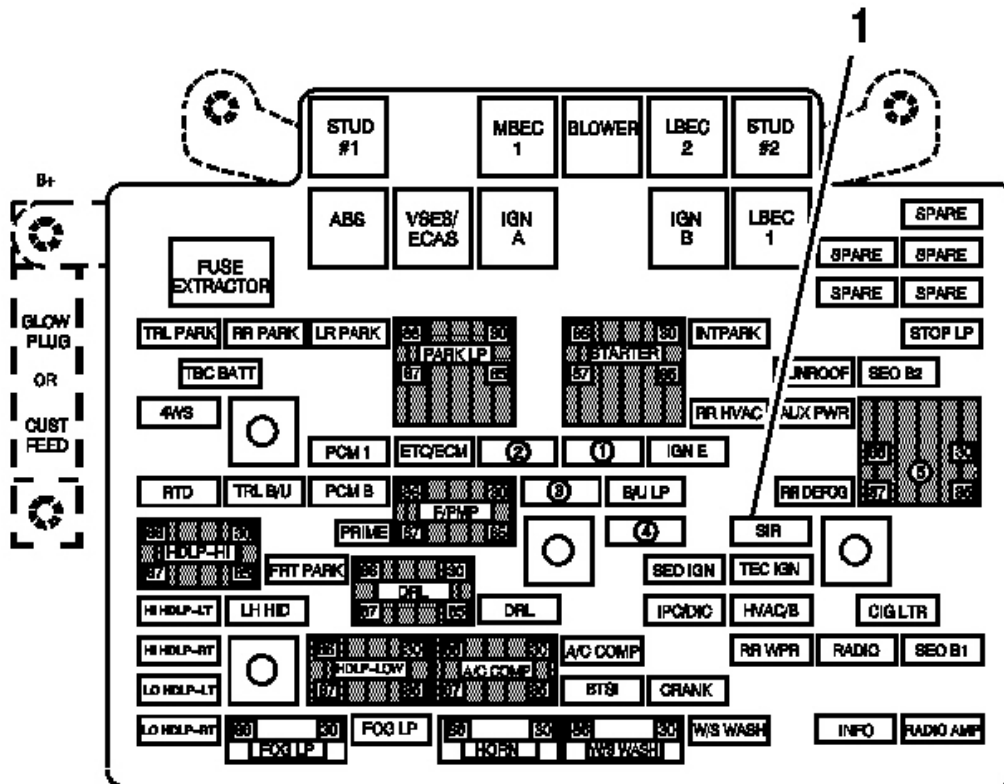 1
STUD #1
MBEC 1
BLOWER
LBEC 2
STUD #2
B+
ABS
VSES/ ECAS
IGN A
IGN B
LBEC 1
SPARE
FUSE EXTRACTOR
SPARE SPARE
SPARE SPARE
GLOW PLUG OR CUST FEED
TRL PARK RR PARK LR PARK
86 30
PARK LP
87 85
86 30
STARTER
87 85
INTPARK
STOP LP
TBC BATT
UNROOF SEO B2
4WS
RR HVAC AUX PWR
PCM 1 ETC/ECM 2 1 IGN E
86 30
5
87 85
RTD TRL B/U PCM B
86 30
F/PMP
87 85
3 B/U LP
RR DEFOG
PRIME
4 SIR
86 30
HDLP-HI
87 85
FRT PARK
86 30
DRL
87 85
SEO IGN TEC IGN
HI HDLP-LT LH HID
DRL
IPC/DIC HVAC/B CIG LTR
HI HDLP-RT
86 30
HDLP-LOW
87 85
86 30
A/C COMP
87 85
A/C COMP
RR WPR RADIO SEO B1
LO HDLP-LT
BTSI CRANK
LO HDLP-RT
86 30
FOG LP
FOG LP
86 30
HORN
86 30
W/S WASH
W/S WASH
INFO RADIO AMP